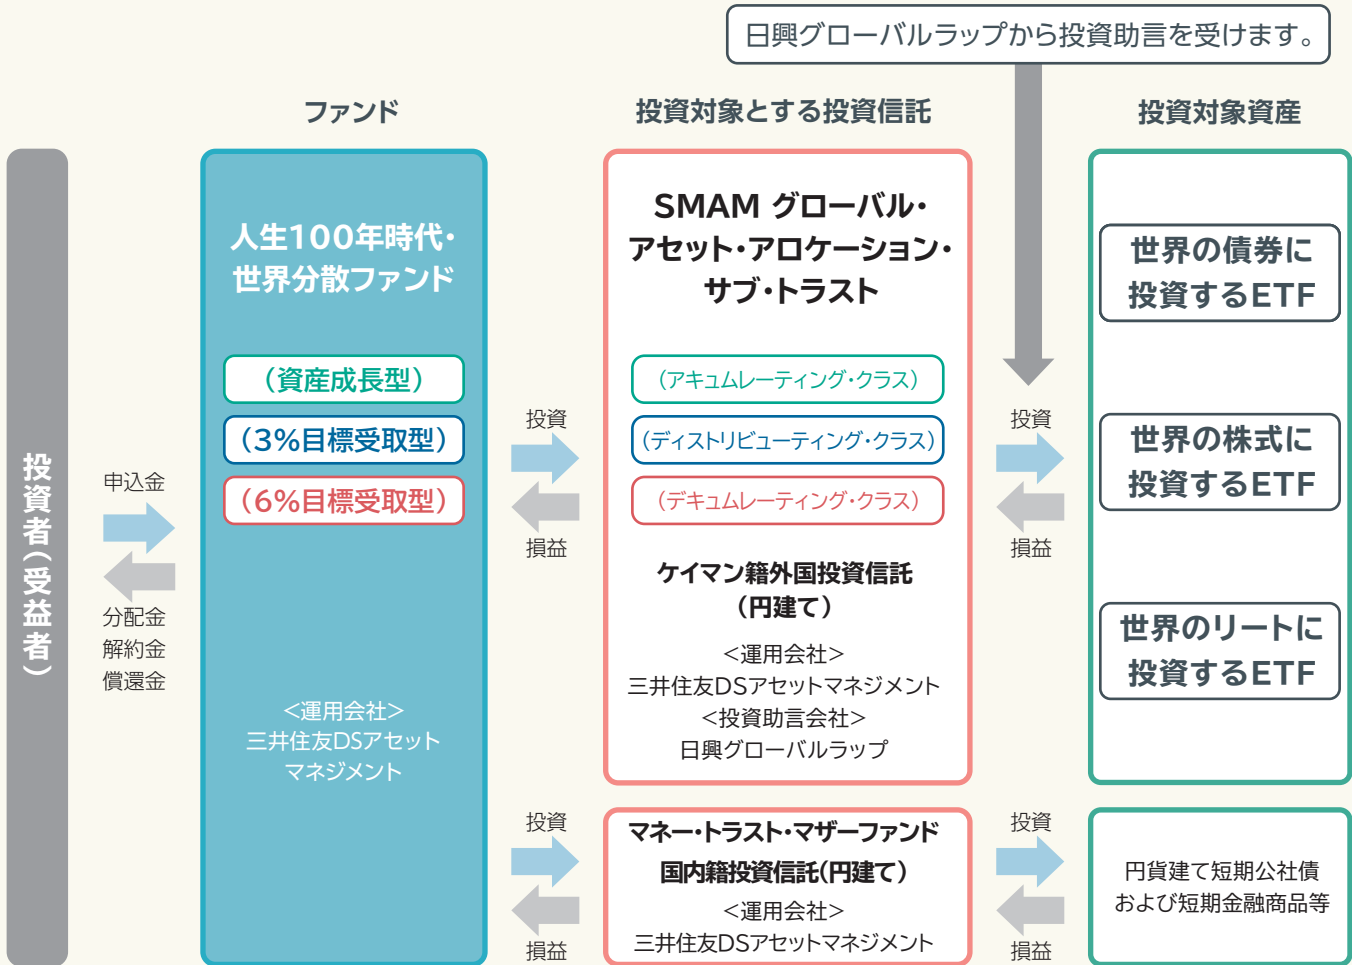 日興グローバルラップから投資助言を受けます。
ファンド
投資対象とする投資信託
投資対象資産
投資者（受益者）
申込金
分配金
解約金
償還金
人生100年時代・
世界分散ファンド
（資産成長型）
（3％目標受取型）
（6％目標受取型）
＜運用会社＞
三井住友DSアセット
マネジメント
投資
損益
SMAM グローバル・
アセット・アロケーション・
サブ・トラスト
（アキュムレーティング・クラス）
（ディストリビューティング・クラス）
（デキュムレーティング・クラス）
ケイマン籍外国投資信託
（円建て）
＜運用会社＞
三井住友DSアセットマネジメント
＜投資助言会社＞
日興グローバルラップ
投資
損益
世界の債券に
投資するETF
世界の株式に
投資するETF
世界のリートに
投資するETF
投資
損益
マネー・トラスト・マザーファンド
国内籍投資信託（円建て）
＜運用会社＞
三井住友DSアセットマネジメント
投資
損益
円貨建て短期公社債
および短期金融商品等